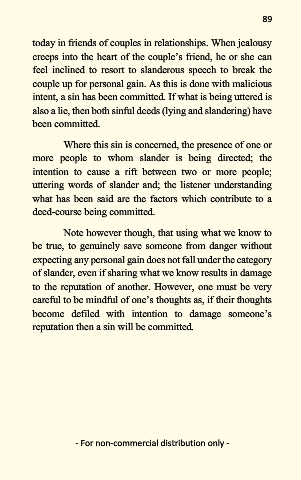 89
today in friends of couples in relationships. When jealousy
creeps into the heart of the couple's friend, he or she can
feel inclined to resort to slanderous speech to break the
couple up for personal gain. As this is done with malicious
intent, a sin has been committed. If what is being uttered is
also a lie, then both sinful deeds (lying and slandering) have
been committed.
Where this sin is concerned, the presence of one or
more people to whom slander is being directed; the
intention to cause a rift between two or more people;
uttering words of slander and; the listener understanding
what has been said are the factors which contribute to a
deed-course being committed.
Note however though, that using what we know to
be true, to genuinely save someone from danger without
expecting any personal gain does not fall under the category
of slander, even if sharing what we know results in damage
to the reputation of another. However, one must be very
careful to be mindful of one's thoughts as, if their thoughts
become defiled with intention to damage someone's
reputation then a sin will be committed.
- For non-commercial distribution only -